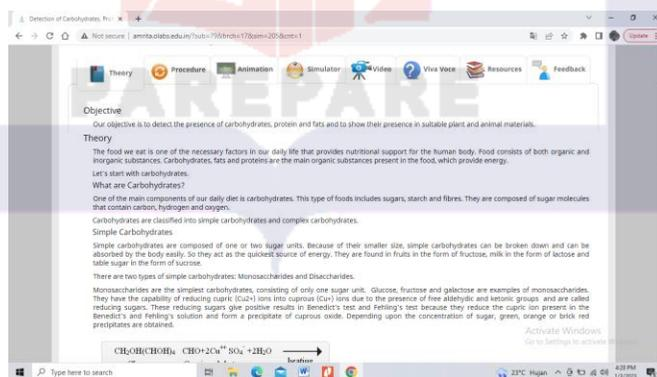 Detection of Carbohydrates, Prot
Not secure | amrita.olabs.edu.in/?sub=79&brch=17&sim=205&cnt=1
Update
Theory Procedure Animation Simulator Video Viva Voce Resources Feedback
PAREPARE
Objective
Our objective is to detect the presence of carbohydrates, protein and fats and to show their presence in suitable plant and animal materials.
Theory
The food we eat is one of the necessary factors in our daily life that provides nutritional support for the human body. Food consists of both organic and
inorganic substances. Carbohydrates, fats and proteins are the main organic substances present in the food, which provide energy.
Let's start with carbohydrates.
What are Carbohydrates?
One of the main components of our daily diet is carbohydrates. This type of foods includes sugars, starch and fibres. They are composed of sugar molecules
that contain carbon, hydrogen and oxygen.
Carbohydrates are classified into simple carbohydrates and complex carbohydrates.
Simple Carbohydrates
Simple carbohydrates are composed of one or two sugar units. Because of their smaller size, simple carbohydrates can be broken down and can be
absorbed by the body easily. So they act as the quickest source of energy. They are found in fruits in the form of fructose, milk in the form of lactose and
table sugar in the form of sucrose.
There are two types of simple carbohydrates: Monosaccharides and Disaccharides.
Monosaccharides are the simplest carbohydrates, consisting of only one sugar unit. Glucose, fructose and galactose are examples of monosaccharides.
They have the capability of reducing cupric (Cu2+) ions into cuprous (Cu+) ions due to the presence of free aldehydic and ketonic groups and are called
reducing sugars. These reducing sugars give positive results in Benedict's test and Fehling's test because they reduce the cupric ion present in the
Benedict's and Fehling's solution and form a precipitate of cuprous oxide. Depending upon the concentration of sugar, green, orange or brick red
precipitates are obtained.
Activate Windows
Go to Settings to activate Windows
CH₂OH(CHOH)₄ CHO+2Cu⁺⁺ SO₄⁻+2H₂O
heating
Type here to search
23°C Hujan
4:20 PM